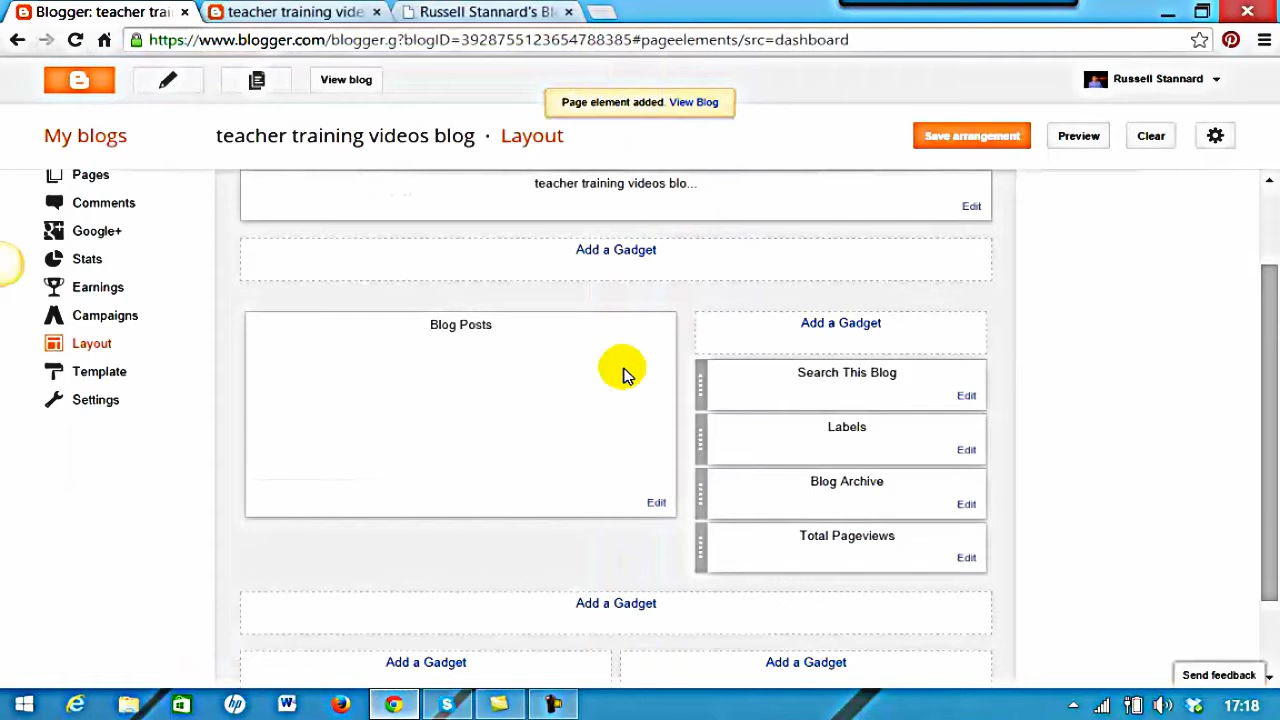 Blogger: teacher trai
teacher training vide
Russell Stannard's Bl
https://www.blogger.com/blogger.g?blogID=3928755123654788385#pageelements/src=dashboard
View blog
Russell Stannard
Page element added. View Blog
My blogs
teacher training videos blog · Layout
Save arrangement
Preview
Clear
Pages
Comments
Google+
Stats
Earnings
Campaigns
Layout
Template
Settings
teacher training videos blo...
Edit
Add a Gadget
Blog Posts
Edit
Add a Gadget
Search This Blog
Edit
Labels
Edit
Blog Archive
Edit
Total Pageviews
Edit
Add a Gadget
Add a Gadget
Add a Gadget
Send feedback
17:18